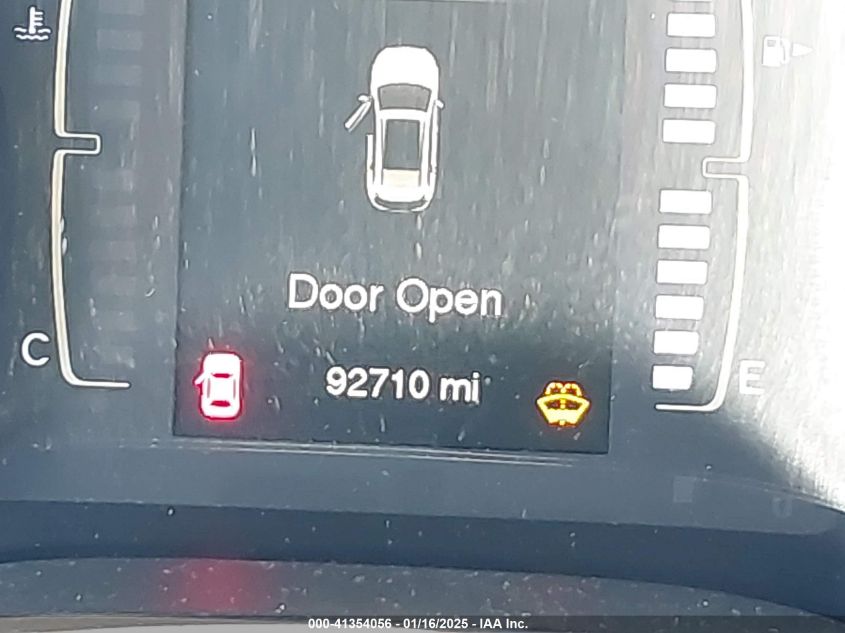 Door Open
C
92710 mi
E
000-41354056 - 01/16/2025 - IAA Inc.